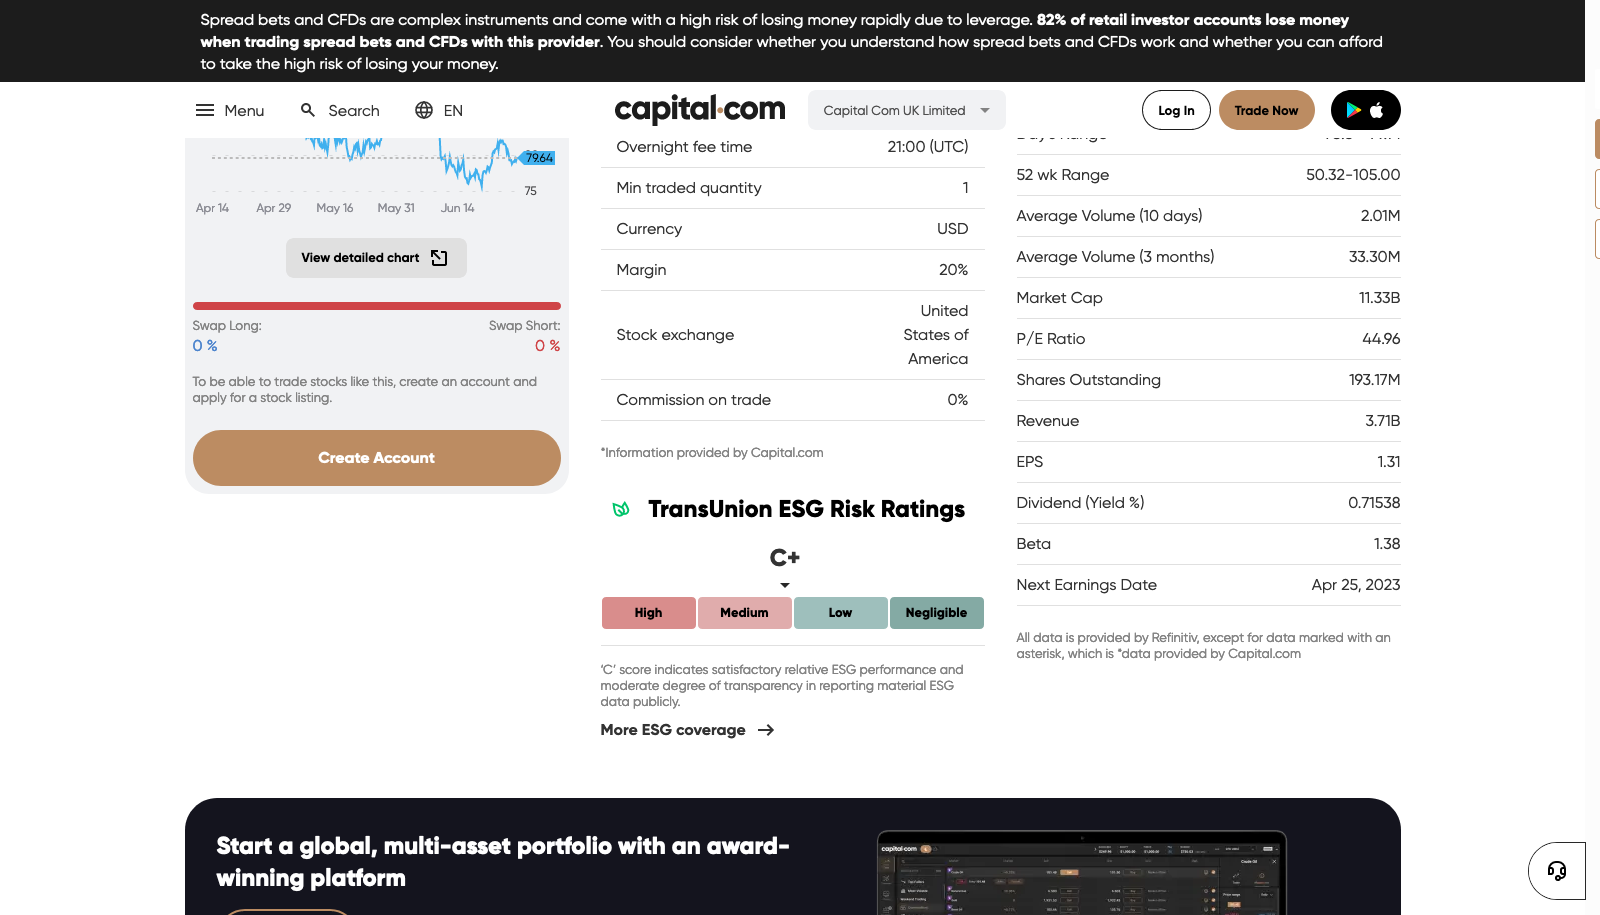 Spread bets and CFDs are complex instruments and come with a high risk of losing money rapidly due to leverage. 82% of retail investor accounts lose money
when trading spread bets and CFDs with this provider. You should consider whether you understand how spread bets and CFDs work and whether you can afford
to take the high risk of losing your money.
Menu
Search
EN
capital.com
Capital Com UK Limited
Log In
Trade Now
79.64
75
Apr 14
Apr 29
May 16
May 31
Jun 14
View detailed chart
Swap Long:
Swap Short:
0 %
0 %
To be able to trade stocks like this, create an account and
apply for a stock listing.
Create Account
Overnight fee time
21:00 (UTC)
Min traded quantity
1
Currency
USD
Margin
20%
Stock exchange
United
States of
America
Commission on trade
0%
*Information provided by Capital.com
TransUnion ESG Risk Ratings
C+
High
Medium
Low
Negligible
‘C’ score indicates satisfactory relative ESG performance and
moderate degree of transparency in reporting material ESG
data publicly.
More ESG coverage
52 wk Range
50.32-105.00
Average Volume (10 days)
2.01M
Average Volume (3 months)
33.30M
Market Cap
11.33B
P/E Ratio
44.96
Shares Outstanding
193.17M
Revenue
3.71B
EPS
1.31
Dividend (Yield %)
0.71538
Beta
1.38
Next Earnings Date
Apr 25, 2023
All data is provided by Refinitiv, except for data marked with an
asterisk, which is *data provided by Capital.com
Start a global, multi-asset portfolio with an award-
winning platform
capital.com